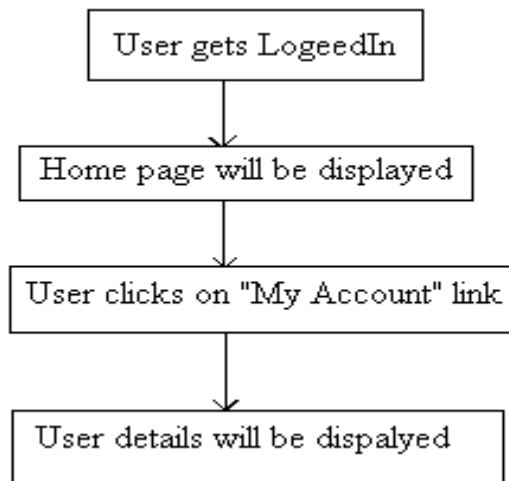 User gets LogeedIn
Home page will be displayed
User clicks on "My Account" link
User details will be dispalyed